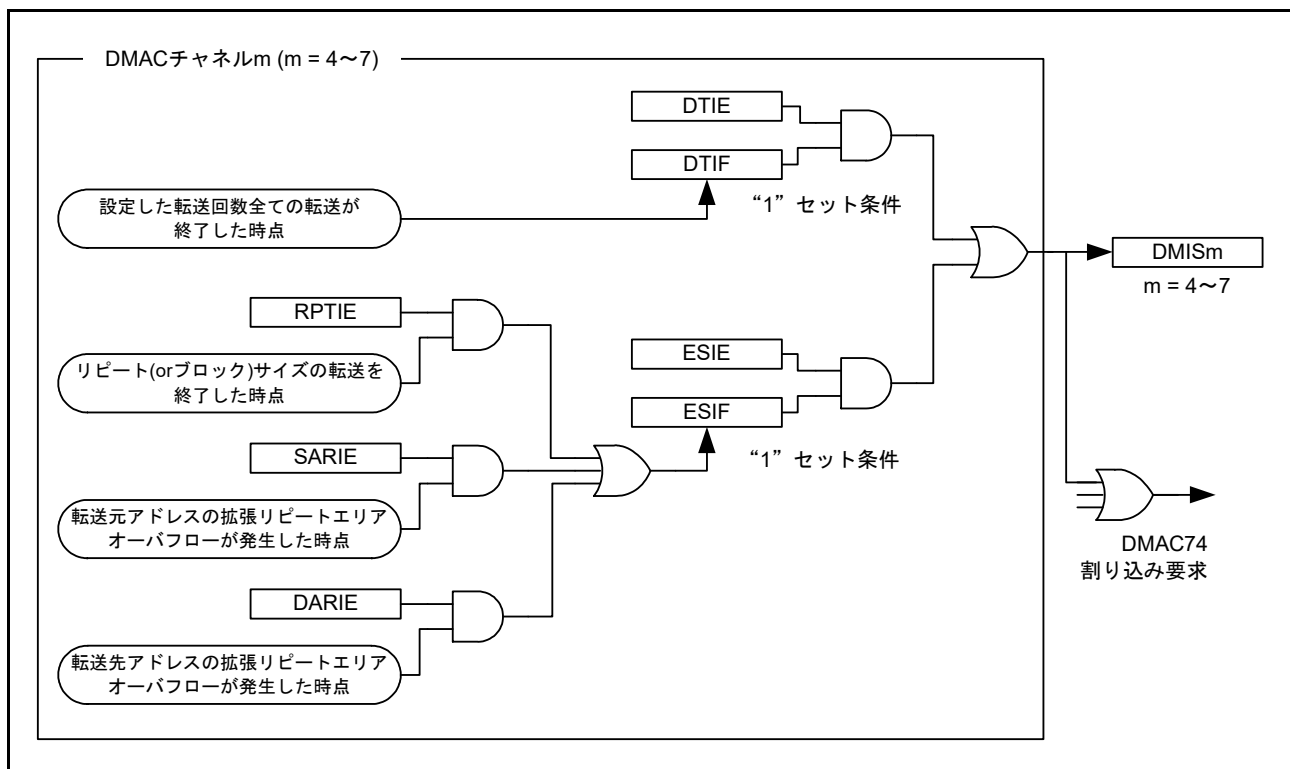 DMACチャネルm (m = 4～7)
DTIE
DTIF
“1”セット条件
設定した転送回数全ての転送が
終了した時点
DMISm
m = 4～7
RPTIE
リピート(orブロック)サイズの転送を
終了した時点
ESIE
ESIF
“1”セット条件
SARIE
転送元アドレスの拡張リピートエリア
オーバフローが発生した時点
DMAC74
割り込み要求
DARIE
転送先アドレスの拡張リピートエリア
オーバフローが発生した時点